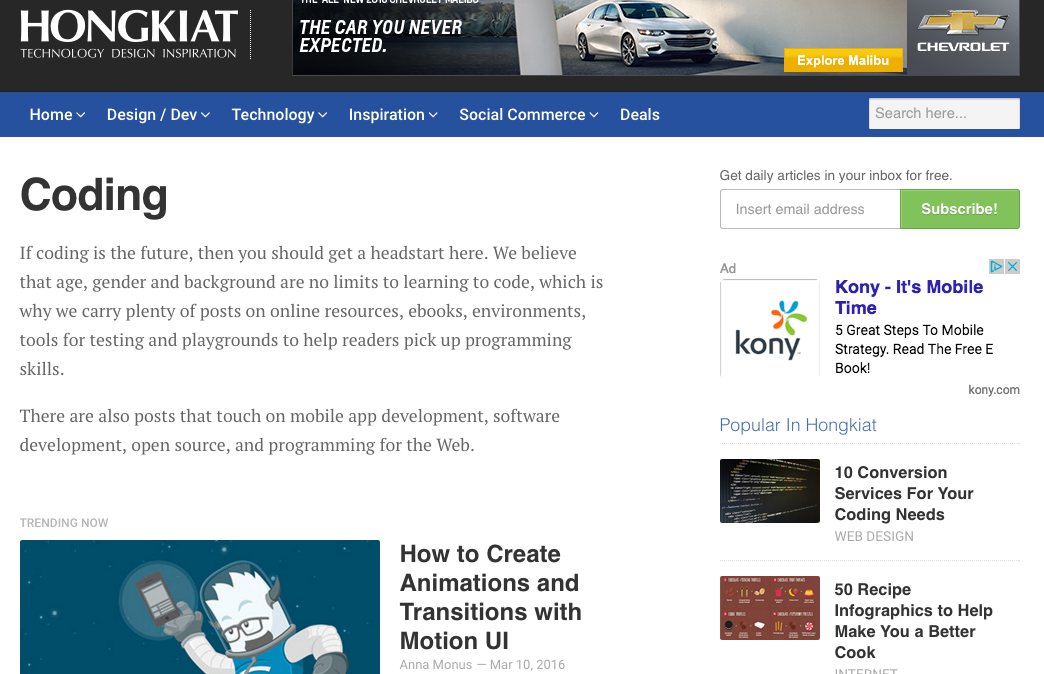 HONGKIAT
TECHNOLOGY DESIGN INSPIRATION
THE CAR YOU NEVER
EXPECTED.
Explore Malibu
CHEVROLET
Home
Design / Dev
Technology
Inspiration
Social Commerce
Deals
Search here...
Coding
If coding is the future, then you should get a headstart here. We believe
that age, gender and background are no limits to learning to code, which is
why we carry plenty of posts on online resources, ebooks, environments,
tools for testing and playgrounds to help readers pick up programming
skills.
There are also posts that touch on mobile app development, software
development, open source, and programming for the Web.
TRENDING NOW
How to Create
Animations and
Transitions with
Motion UI
Anna Monus — Mar 10, 2016
Get daily articles in your inbox for free.
Insert email address
Subscribe!
Ad
kony
Kony - It's Mobile
Time
5 Great Steps To Mobile
Strategy. Read The Free E
Book!
kony.com
Popular In Hongkiat
10 Conversion
Services For Your
Coding Needs
WEB DESIGN
50 Recipe
Infographics to Help
Make You a Better
Cook
INTERNET